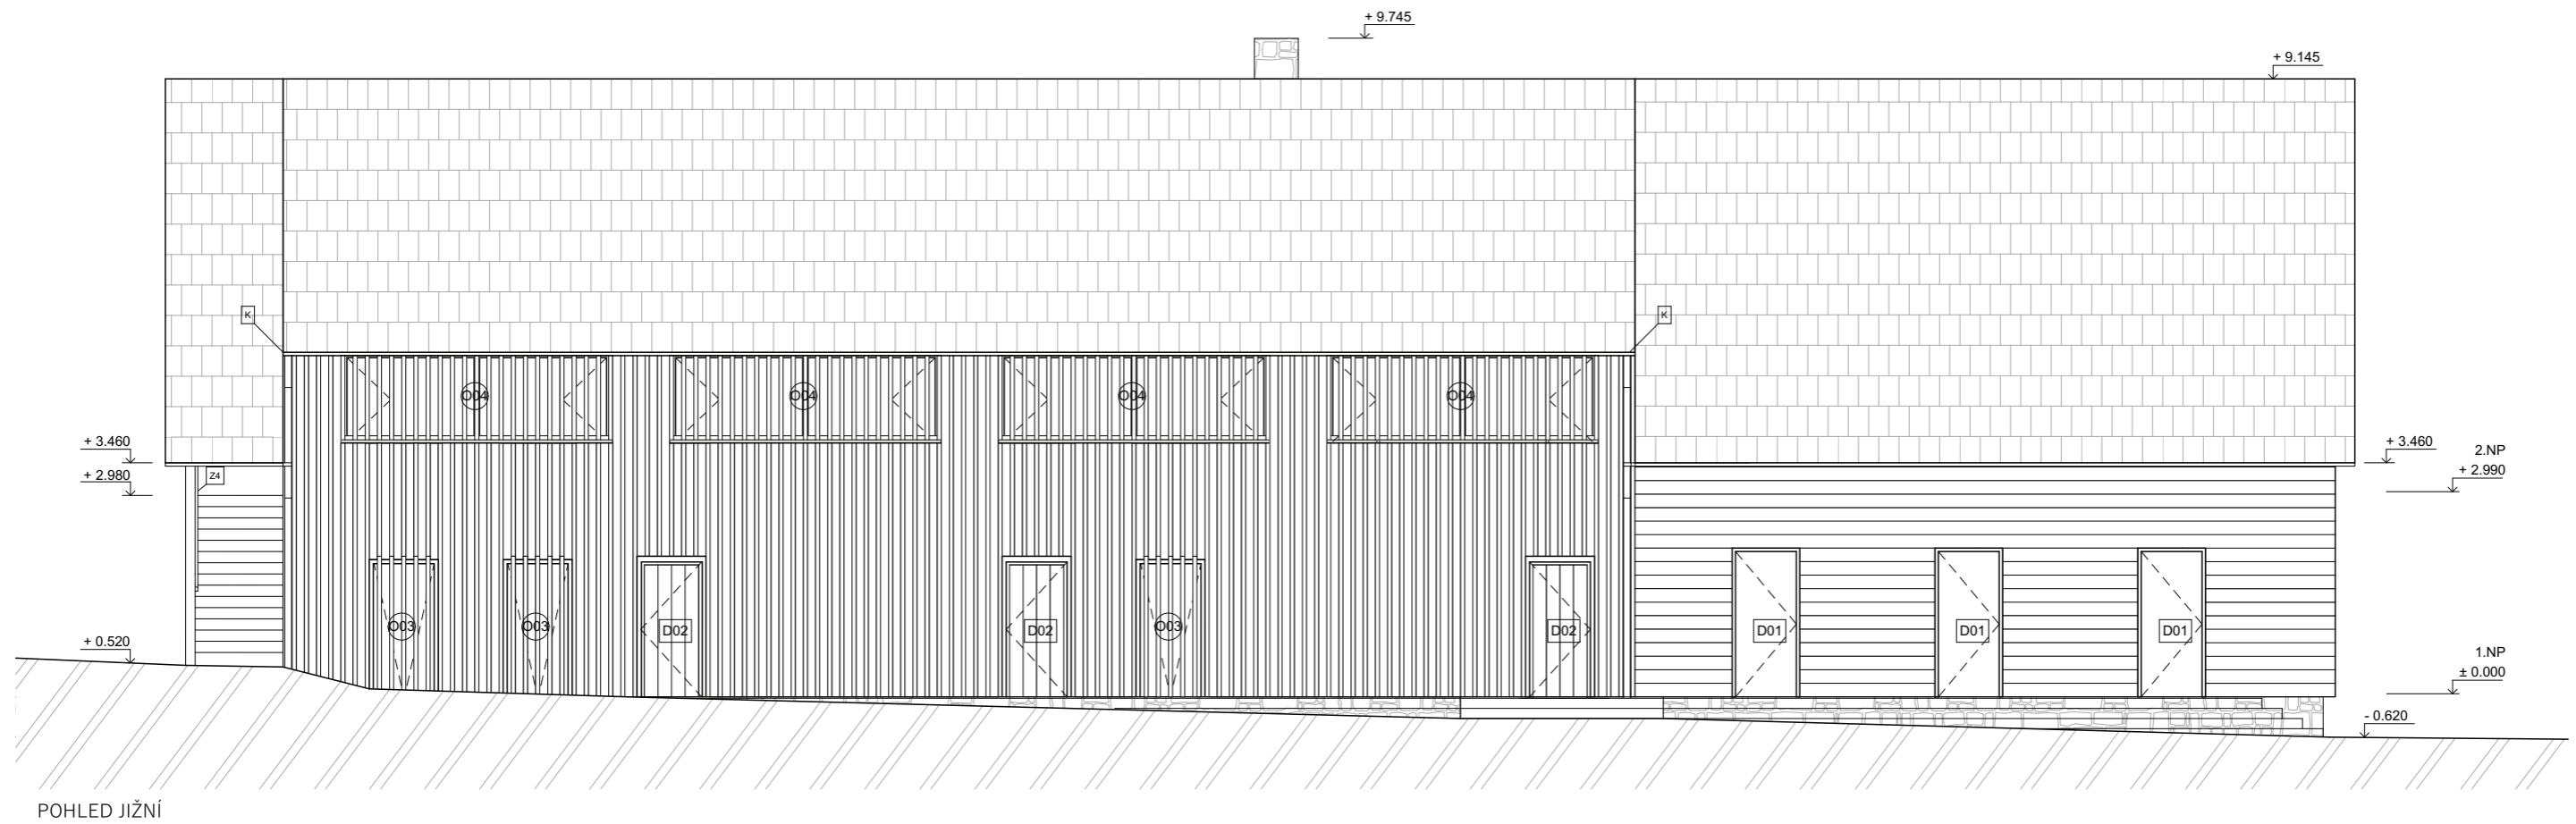 + 9.745
+ 9.145
K
K
O04
O04
O04
O04
+ 3.460
+ 3.460
2.NP
Z4
+ 2.980
+ 2.990
O03
O03
D02
D02
O03
D02
D01
D01
D01
+ 0.520
1.NP
± 0.000
- 0.620
POHLED JIŽNÍ